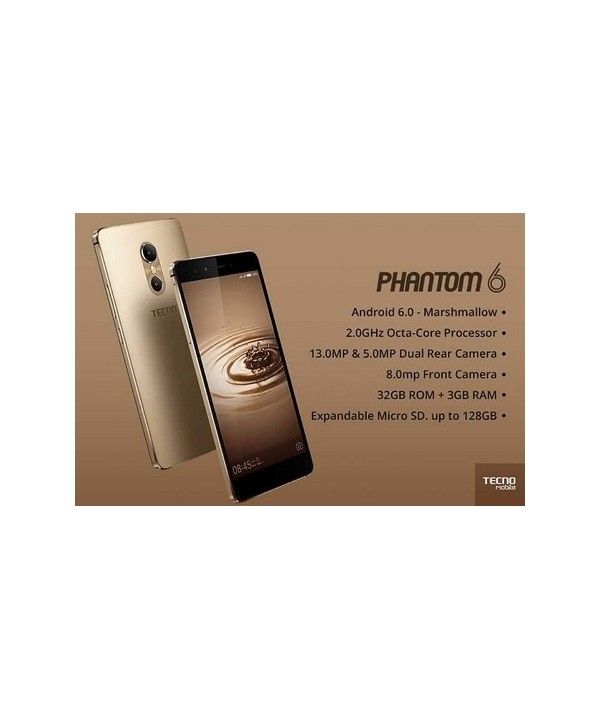 PHANTOM 6
Android 6.0 - Marshmallow •
2.0GHz Octa-Core Processor •
13.0MP & 5.0MP Dual Rear Camera •
8.0mp Front Camera •
32GB ROM + 3GB RAM •
Expandable Micro SD. up to 128GB •
TECNO
08:45
TECNO
Mobile